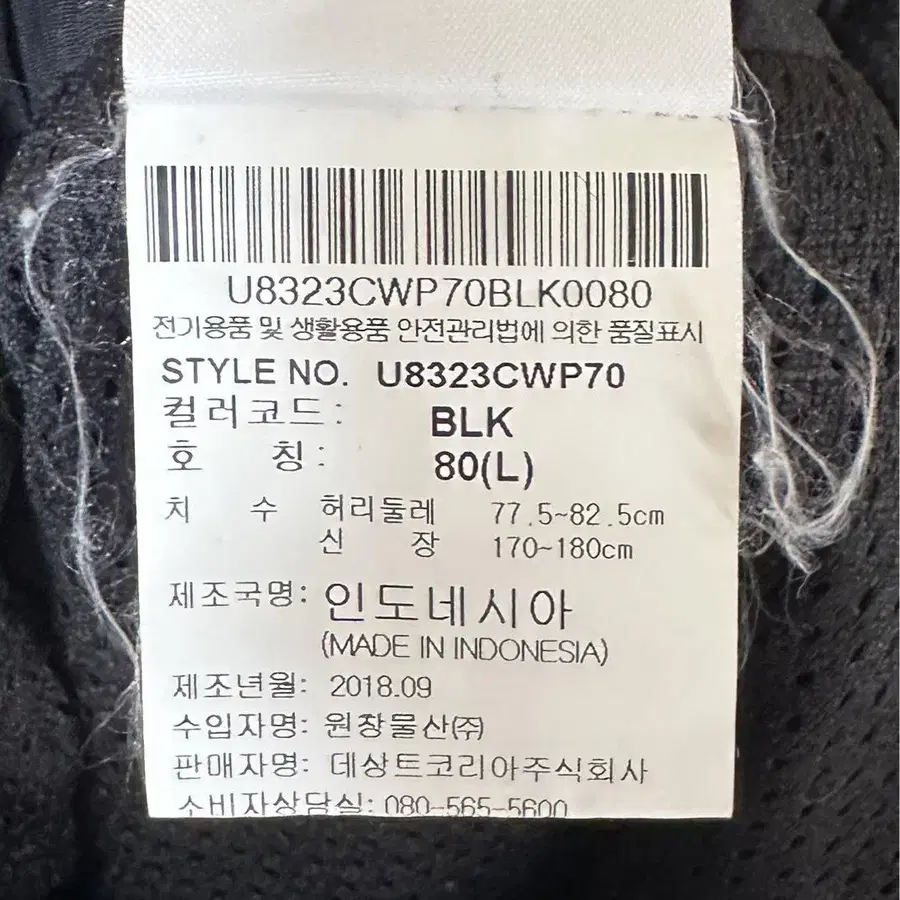 U8323CWP70BLK0080
전기용품 및 생활용품 안전관리법에 의한 품질표시
STYLE NO. U8323CWP70
컬러코드: BLK
호 칭: 80(L)
치 수 허리둘레 77.5~82.5cm
신 장 170~180cm
제조국명: 인도네시아
(MADE IN INDONESIA)
제조년월: 2018.09
수입자명: 원창물산㈜
판매자명: 데상트코리아주식회사
소비자상담실: 080-565-5600